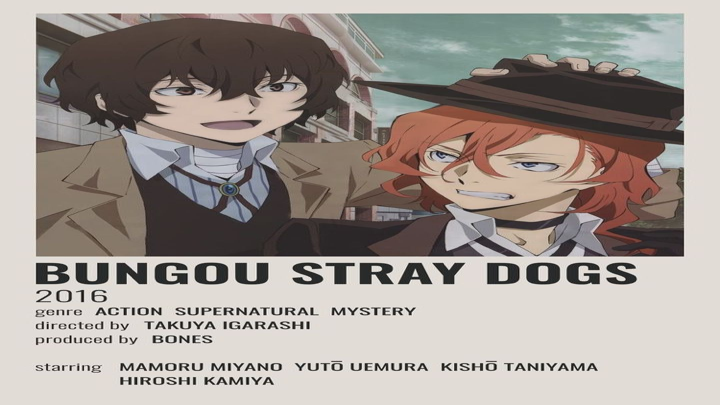 BUNGOU STRAY DOGS
2016
genre ACTION SUPERNATURAL MYSTERY
directed by TAKUYA IGARASHI
produced by BONES
starring MAMORU MIYANO YUTŌ UEMURA KISHŌ TANIYAMA
HIROSHI KAMIYA